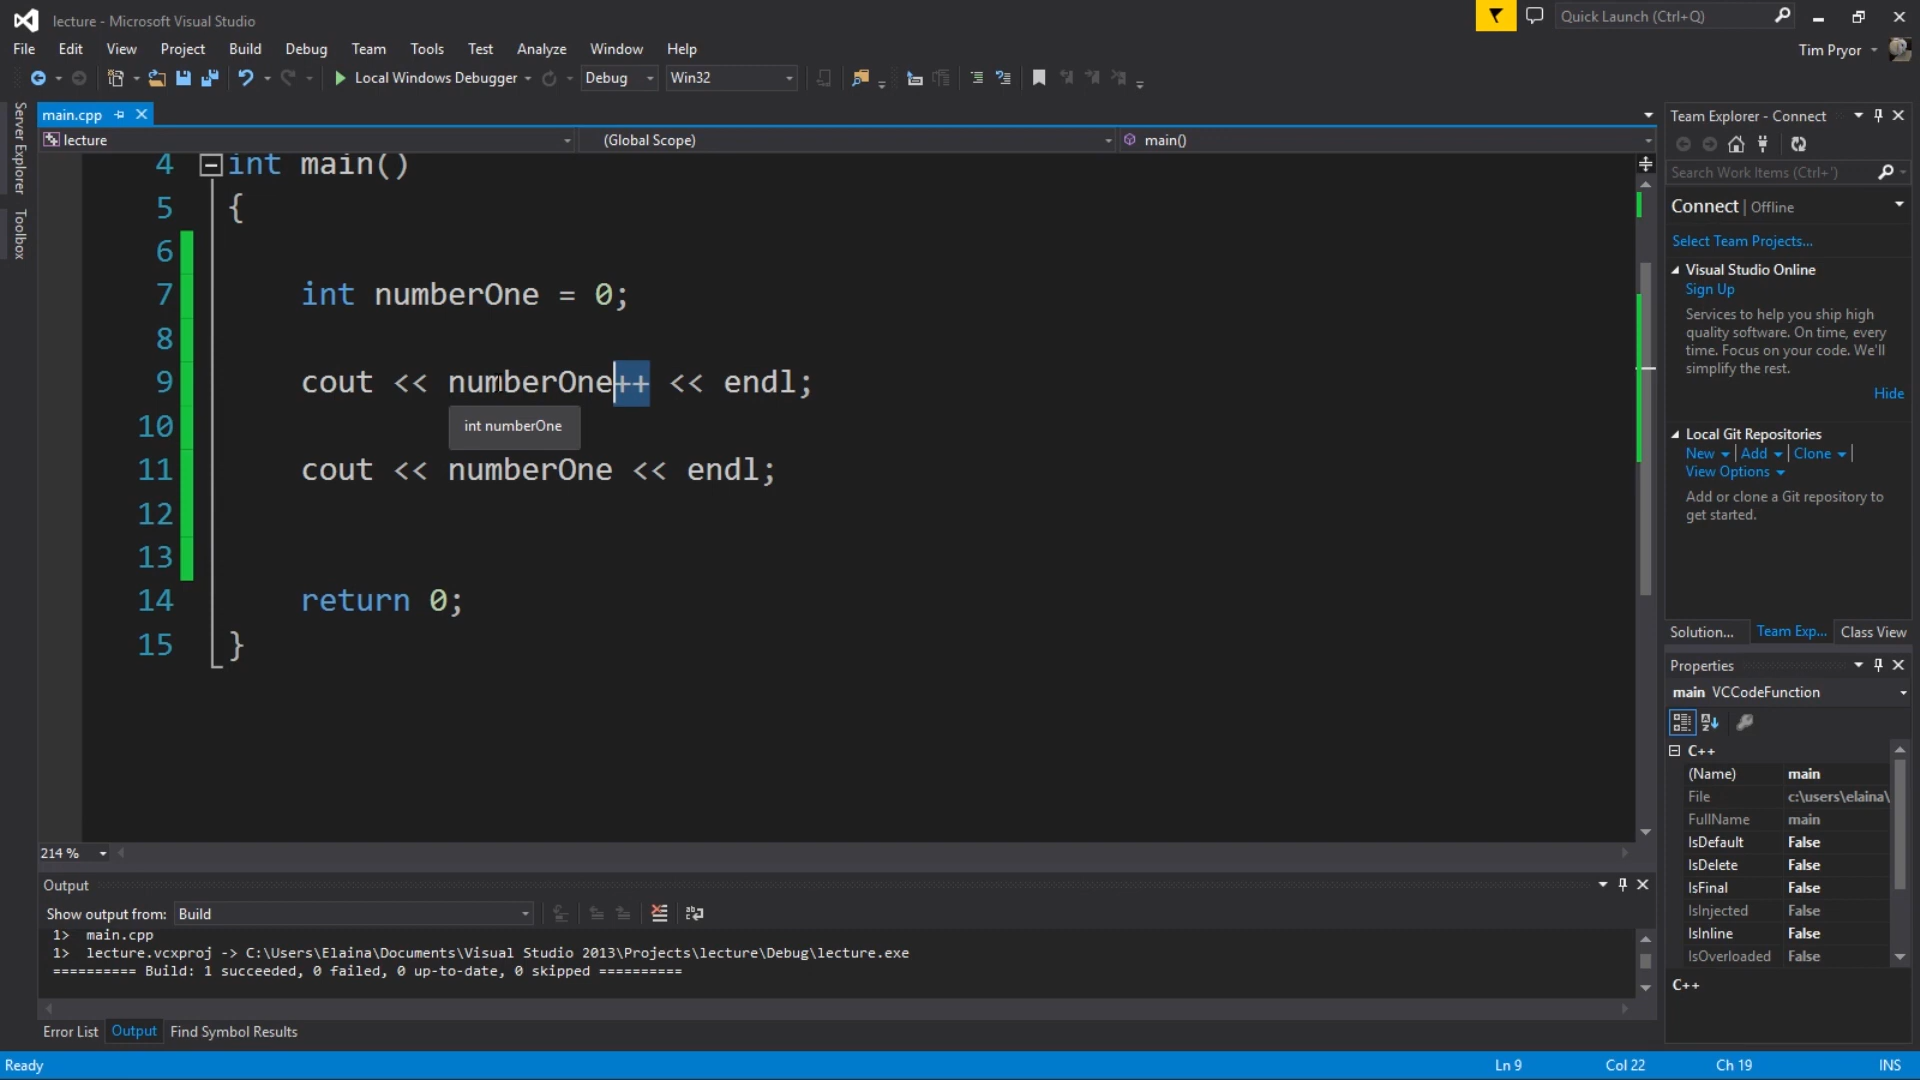 lecture - Microsoft Visual Studio
Quick Launch (Ctrl+Q)
File Edit View Project Build Debug Team Tools Test Analyze Window Help
Tim Pryor
Local Windows Debugger Debug Win32
Server Explorer
Toolbox
main.cpp
lecture (Global Scope) main()
4 int main()
5 {
6
7 int numberOne = 0;
8
9 cout << numberOne++ << endl;
10
int numberOne
11 cout << numberOne << endl;
12
13
14 return 0;
15 }
214 %
Output
Show output from: Build
1> main.cpp
1> lecture.vcxproj -> C:\Users\Elaina\Documents\Visual Studio 2013\Projects\lecture\Debug\lecture.exe
========== Build: 1 succeeded, 0 failed, 0 up-to-date, 0 skipped ==========
Error List Output Find Symbol Results
Team Explorer - Connect
Search Work Items (Ctrl+')
Connect | Offline
Select Team Projects...
Visual Studio Online
Sign Up
Services to help you ship high
quality software. On time, every
time. Focus on your code. We'll
simplify the rest.
Hide
Local Git Repositories
New | Add | Clone |
View Options
Add or clone a Git repository to
get started.
Solution... Team Exp... Class View
Properties
main VCCodeFunction
C++
(Name) main
File c:\users\elaina\
FullName main
IsDefault False
IsDelete False
IsFinal False
IsInjected False
IsInline False
IsOverloaded False
C++
Ready Ln 9 Col 22 Ch 19 INS